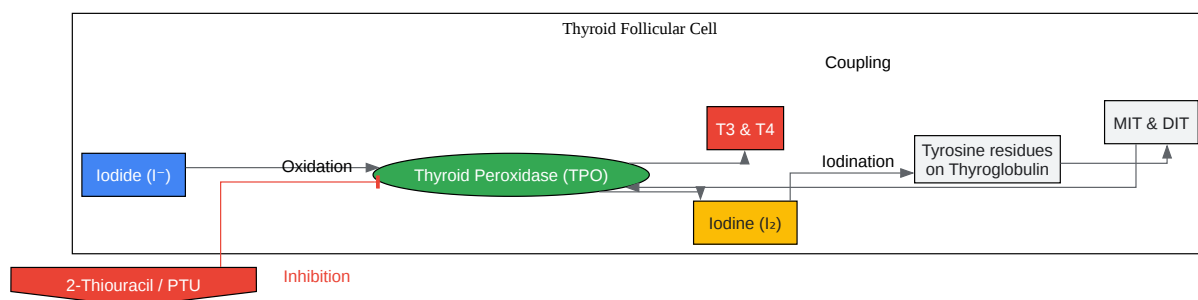 Thyroid Follicular Cell
Coupling
T3 & T4
MIT & DIT
Iodide (I⁻)
Oxidation
Thyroid Peroxidase (TPO)
Iodination
Tyrosine residues
on Thyroglobulin
Iodine (I₂)
2-Thiouracil / PTU
Inhibition